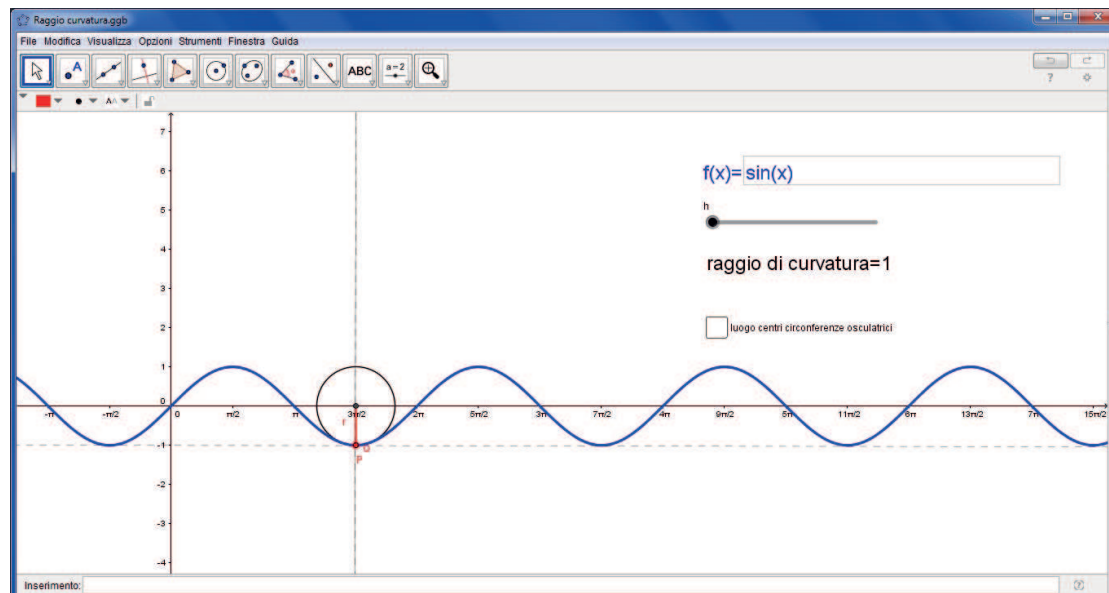 Raggio curvatura.ggb
File Modifica Visualizza Opzioni Strumenti Finestra Guida
A ABC a=2
AA
?
7
6
f(x)= sin(x)
5
h
4
raggio di curvatura=1
3
2
luogo centri circonferenze osculatrici
1
0
-π -π/2 0 π/2 π 3π/2 2π 5π/2 3π 7π/2 4π 9π/2 5π 11π/2 6π 13π/2 7π 15π/2
r
-1
Q
P
-2
-3
-4
Inserimento: